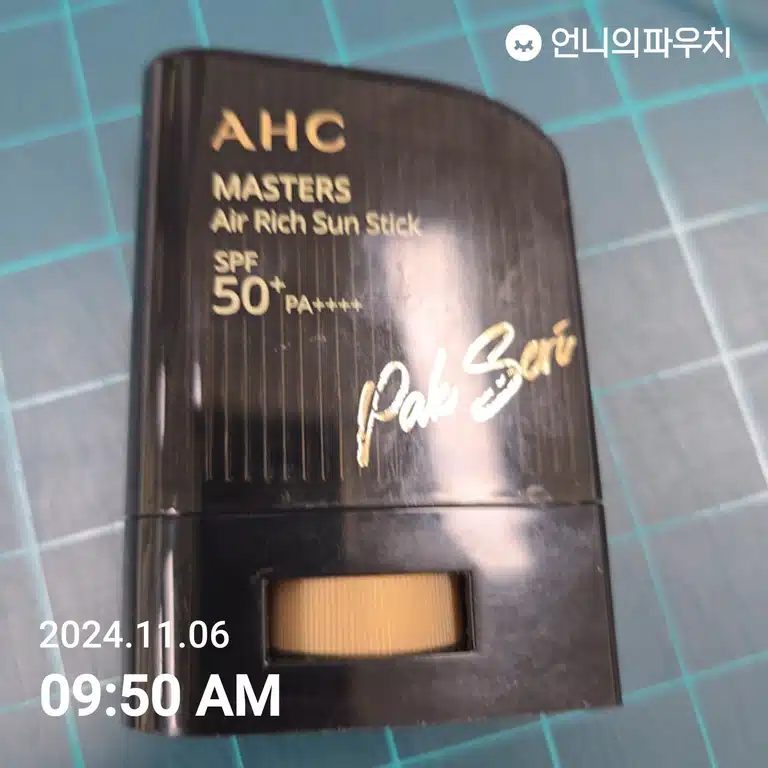 언니의파우치
AHC
MASTERS
Air Rich Sun Stick
SPF
50+ PA++++
Pak Seri
2024.11.06
09:50 AM